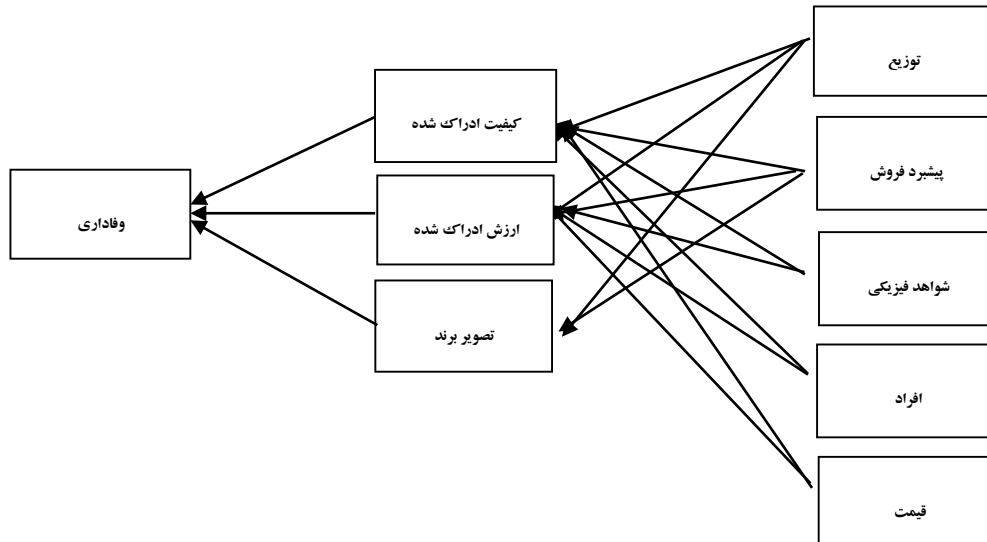 توزیع
پیشبرد فروش
شواهد فیزیکی
افراد
قیمت
کیفیت ادراک شده
ارزش ادراک شده
تصویر برند
وفاداری